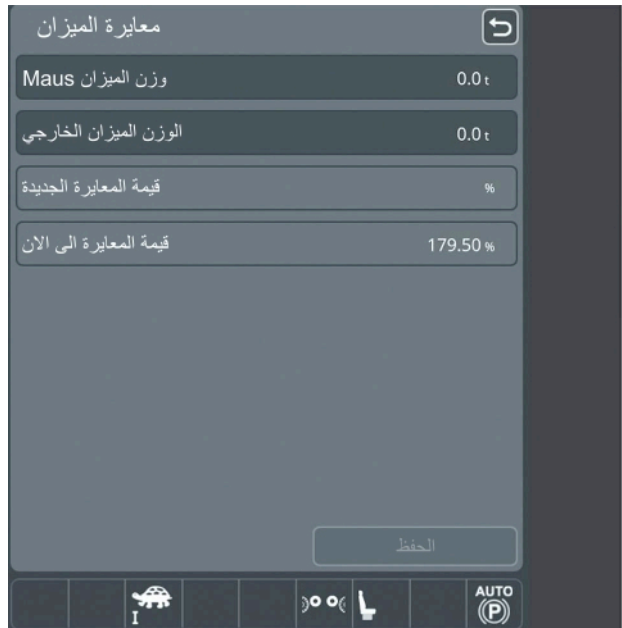 معايرة الميزان
وزن الميزان Maus 0.0 t
الوزن الميزان الخارجي 0.0 t
قيمة المعايرة الجديدة %
قيمة المعايرة الى الان 179.50 %
الحفظ
I
AUTO
P